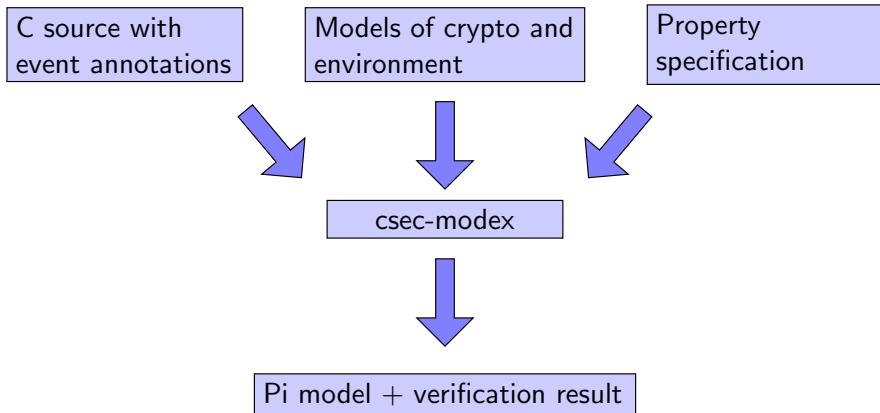 C source with
event annotations
Models of crypto and
environment
Property
specification
csec-modex
Pi model + verification result